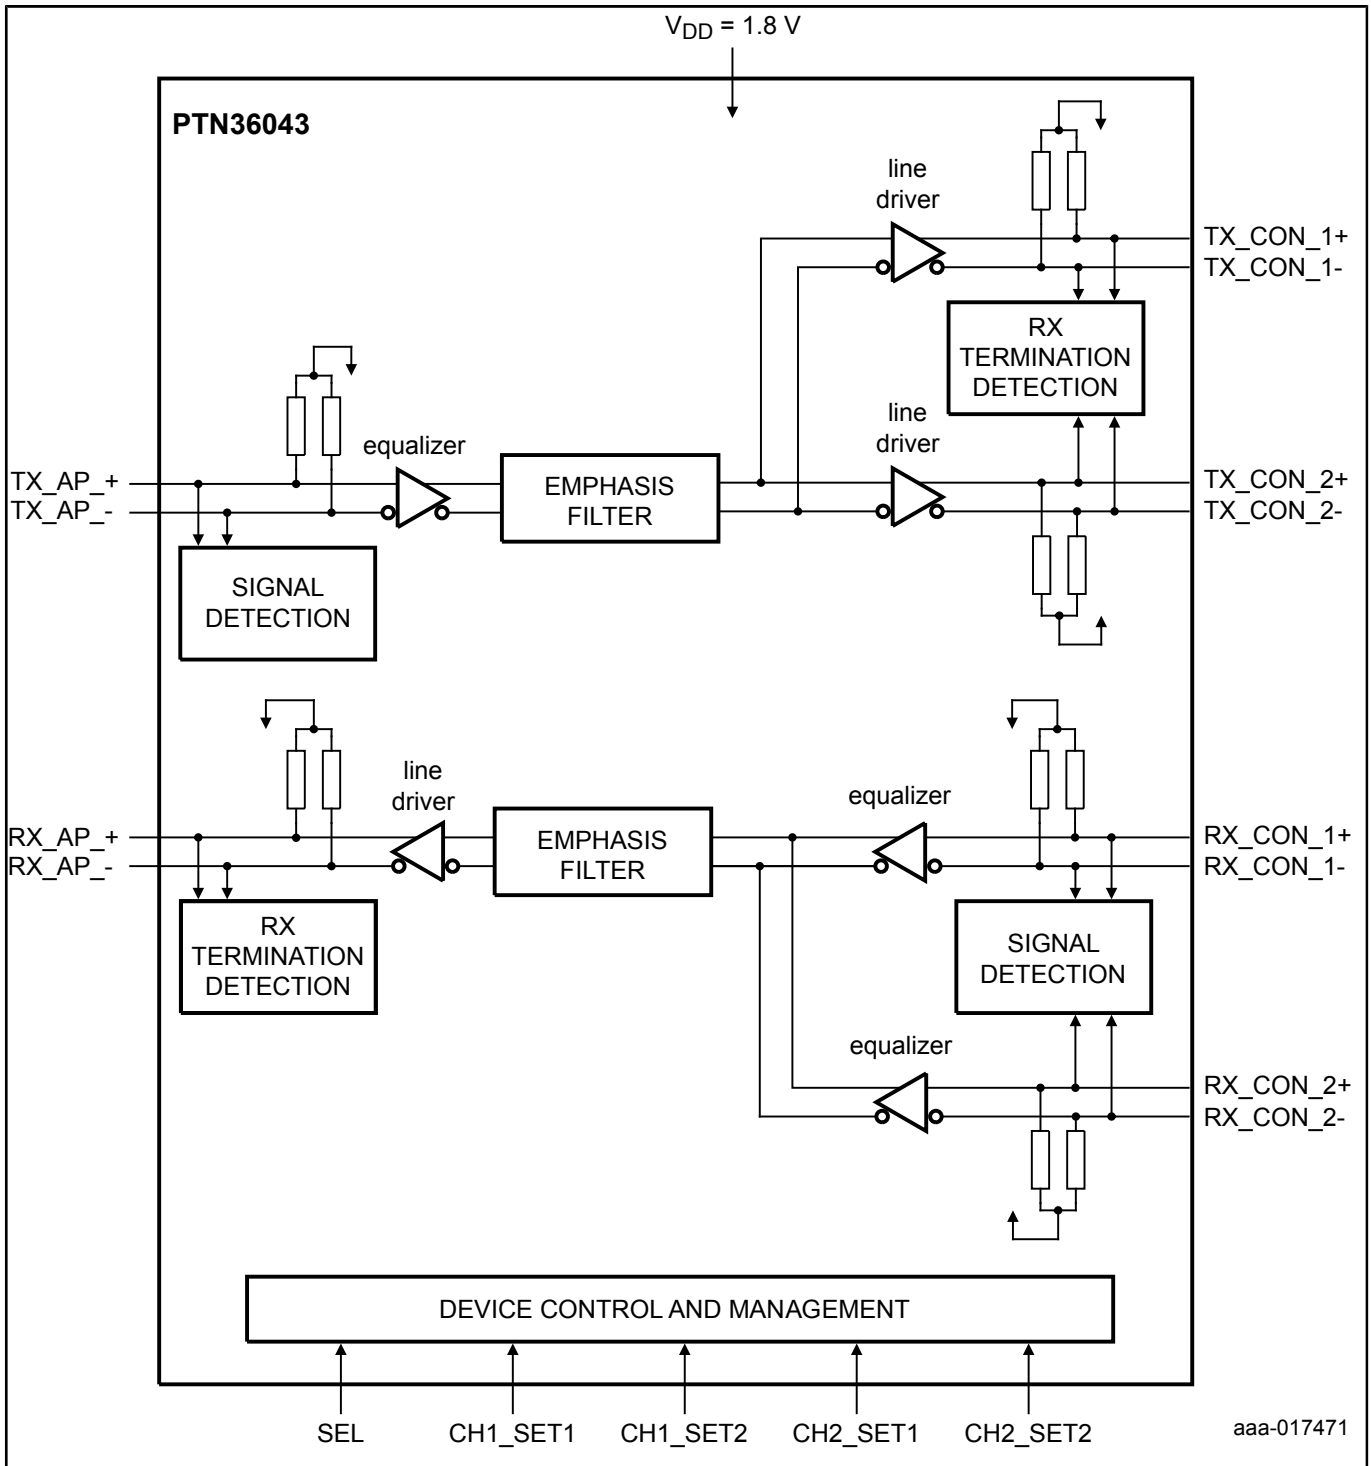 VDD = 1.8 V
PTN36043
line
driver
TX_CON_1+
TX_CON_1-
RX
TERMINATION
DETECTION
line
driver
equalizer
TX_AP_+
TX_AP_-
EMPHASIS
FILTER
TX_CON_2+
TX_CON_2-
SIGNAL
DETECTION
line
driver
equalizer
RX_AP_+
RX_AP_-
EMPHASIS
FILTER
RX_CON_1+
RX_CON_1-
RX
TERMINATION
DETECTION
SIGNAL
DETECTION
equalizer
RX_CON_2+
RX_CON_2-
DEVICE CONTROL AND MANAGEMENT
SEL
CH1_SET1
CH1_SET2
CH2_SET1
CH2_SET2
aaa-017471